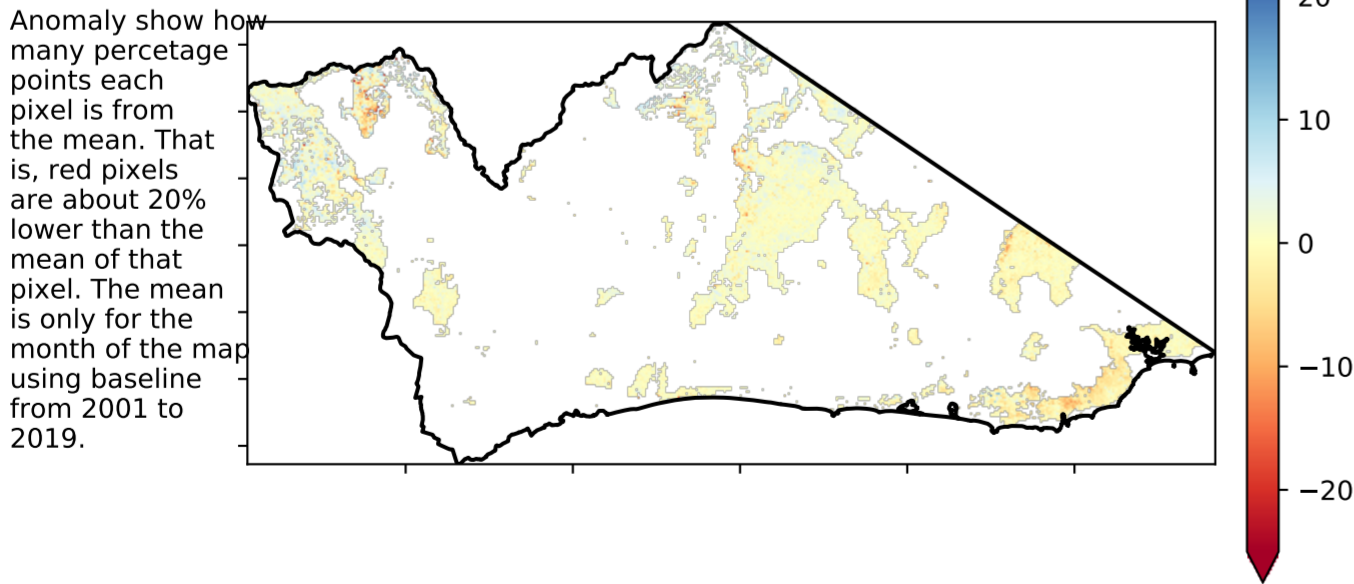 Anomaly show how
many percetage
points each
pixel is from
the mean. That
is, red pixels
are about 20%
lower than the
mean of that
pixel. The mean
is only for the
month of the map
using baseline
from 2001 to
2019.
20
10
0
−10
−20